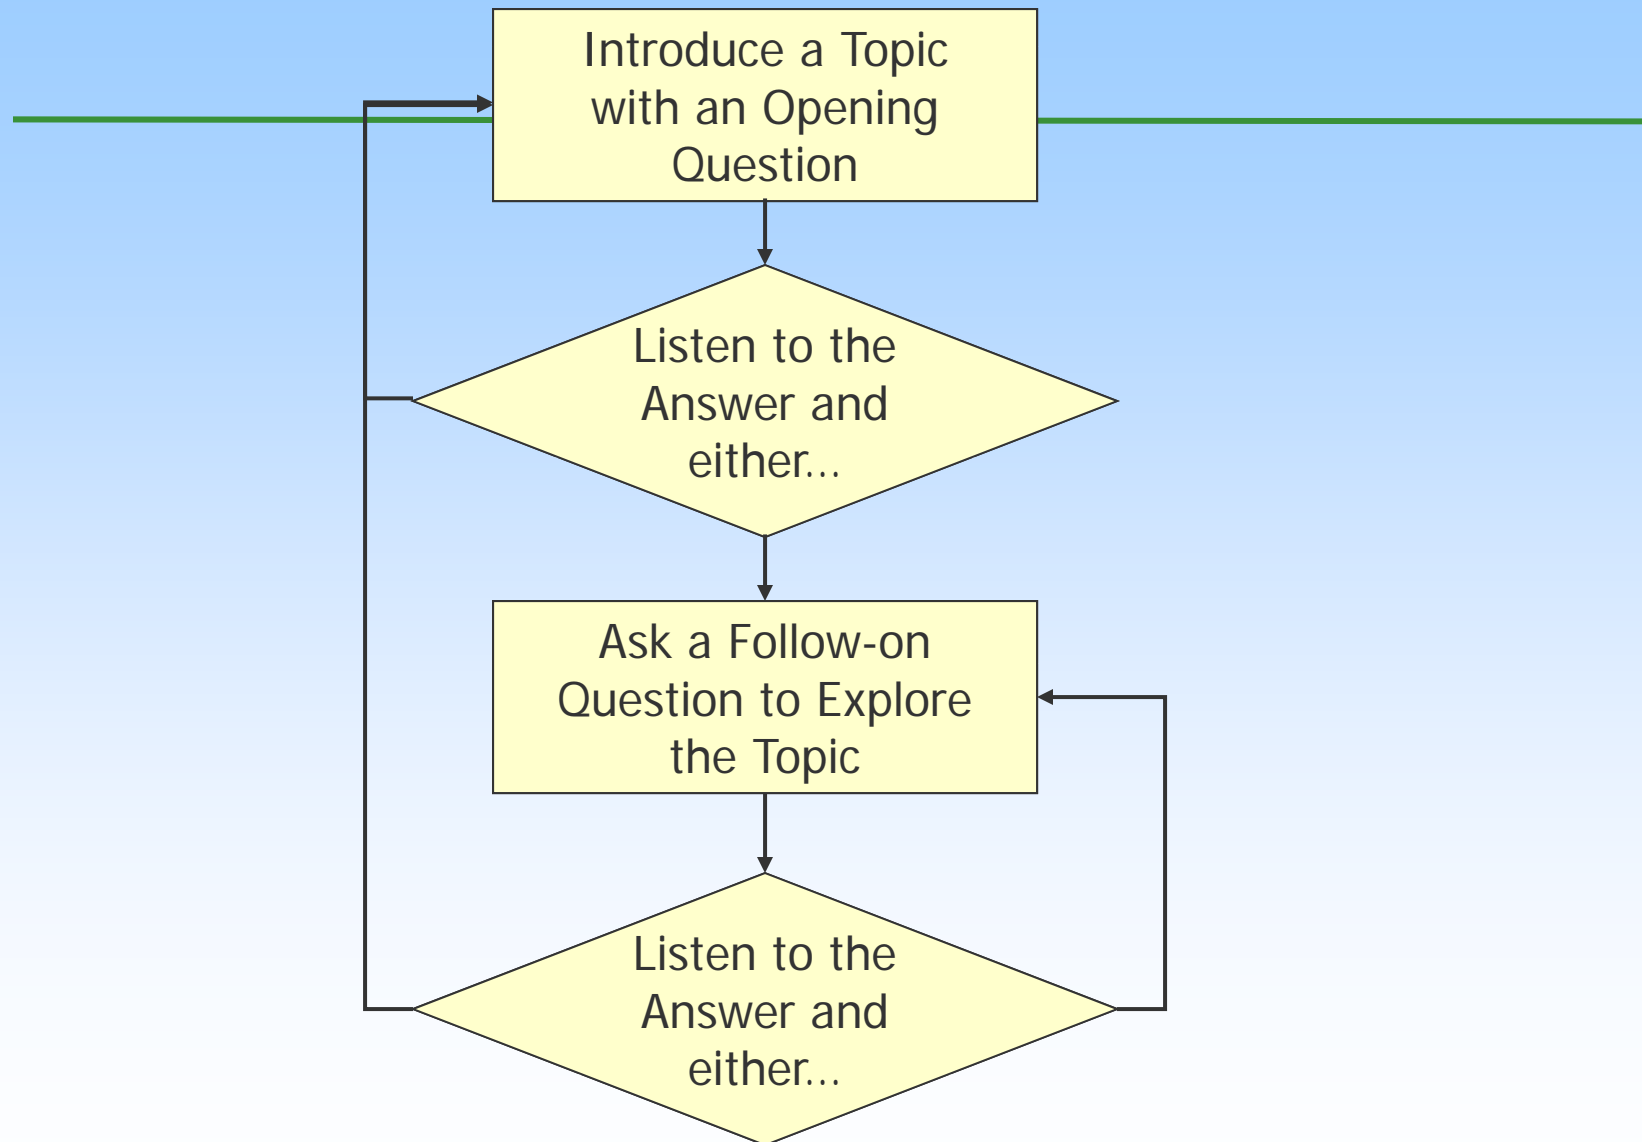 Introduce a Topic
with an Opening
Question
Listen to the
Answer and
either...
Ask a Follow-on
Question to Explore
the Topic
Listen to the
Answer and
either...